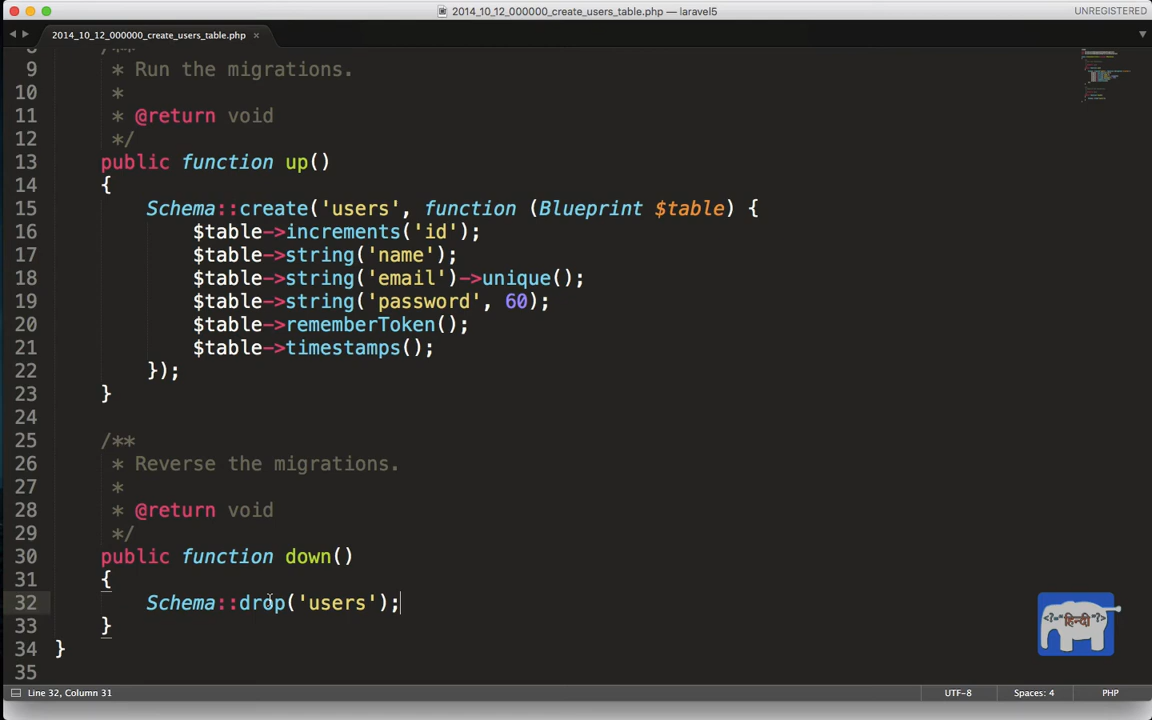 2014_10_12_000000_create_users_table.php — laravel5
UNREGISTERED
2014_10_12_000000_create_users_table.php ×
8 /**
9 * Run the migrations.
10 *
11 * @return void
12 */
13 public function up()
14 {
15 Schema::create('users', function (Blueprint $table) {
16 $table->increments('id');
17 $table->string('name');
18 $table->string('email')->unique();
19 $table->string('password', 60);
20 $table->rememberToken();
21 $table->timestamps();
22 });
23 }
24
25 /**
26 * Reverse the migrations.
27 *
28 * @return void
29 */
30 public function down()
31 {
32 Schema::drop('users');
33 }
34 }
35
<?="हिन्दी"?>
Line 32, Column 31
UTF-8
Spaces: 4
PHP